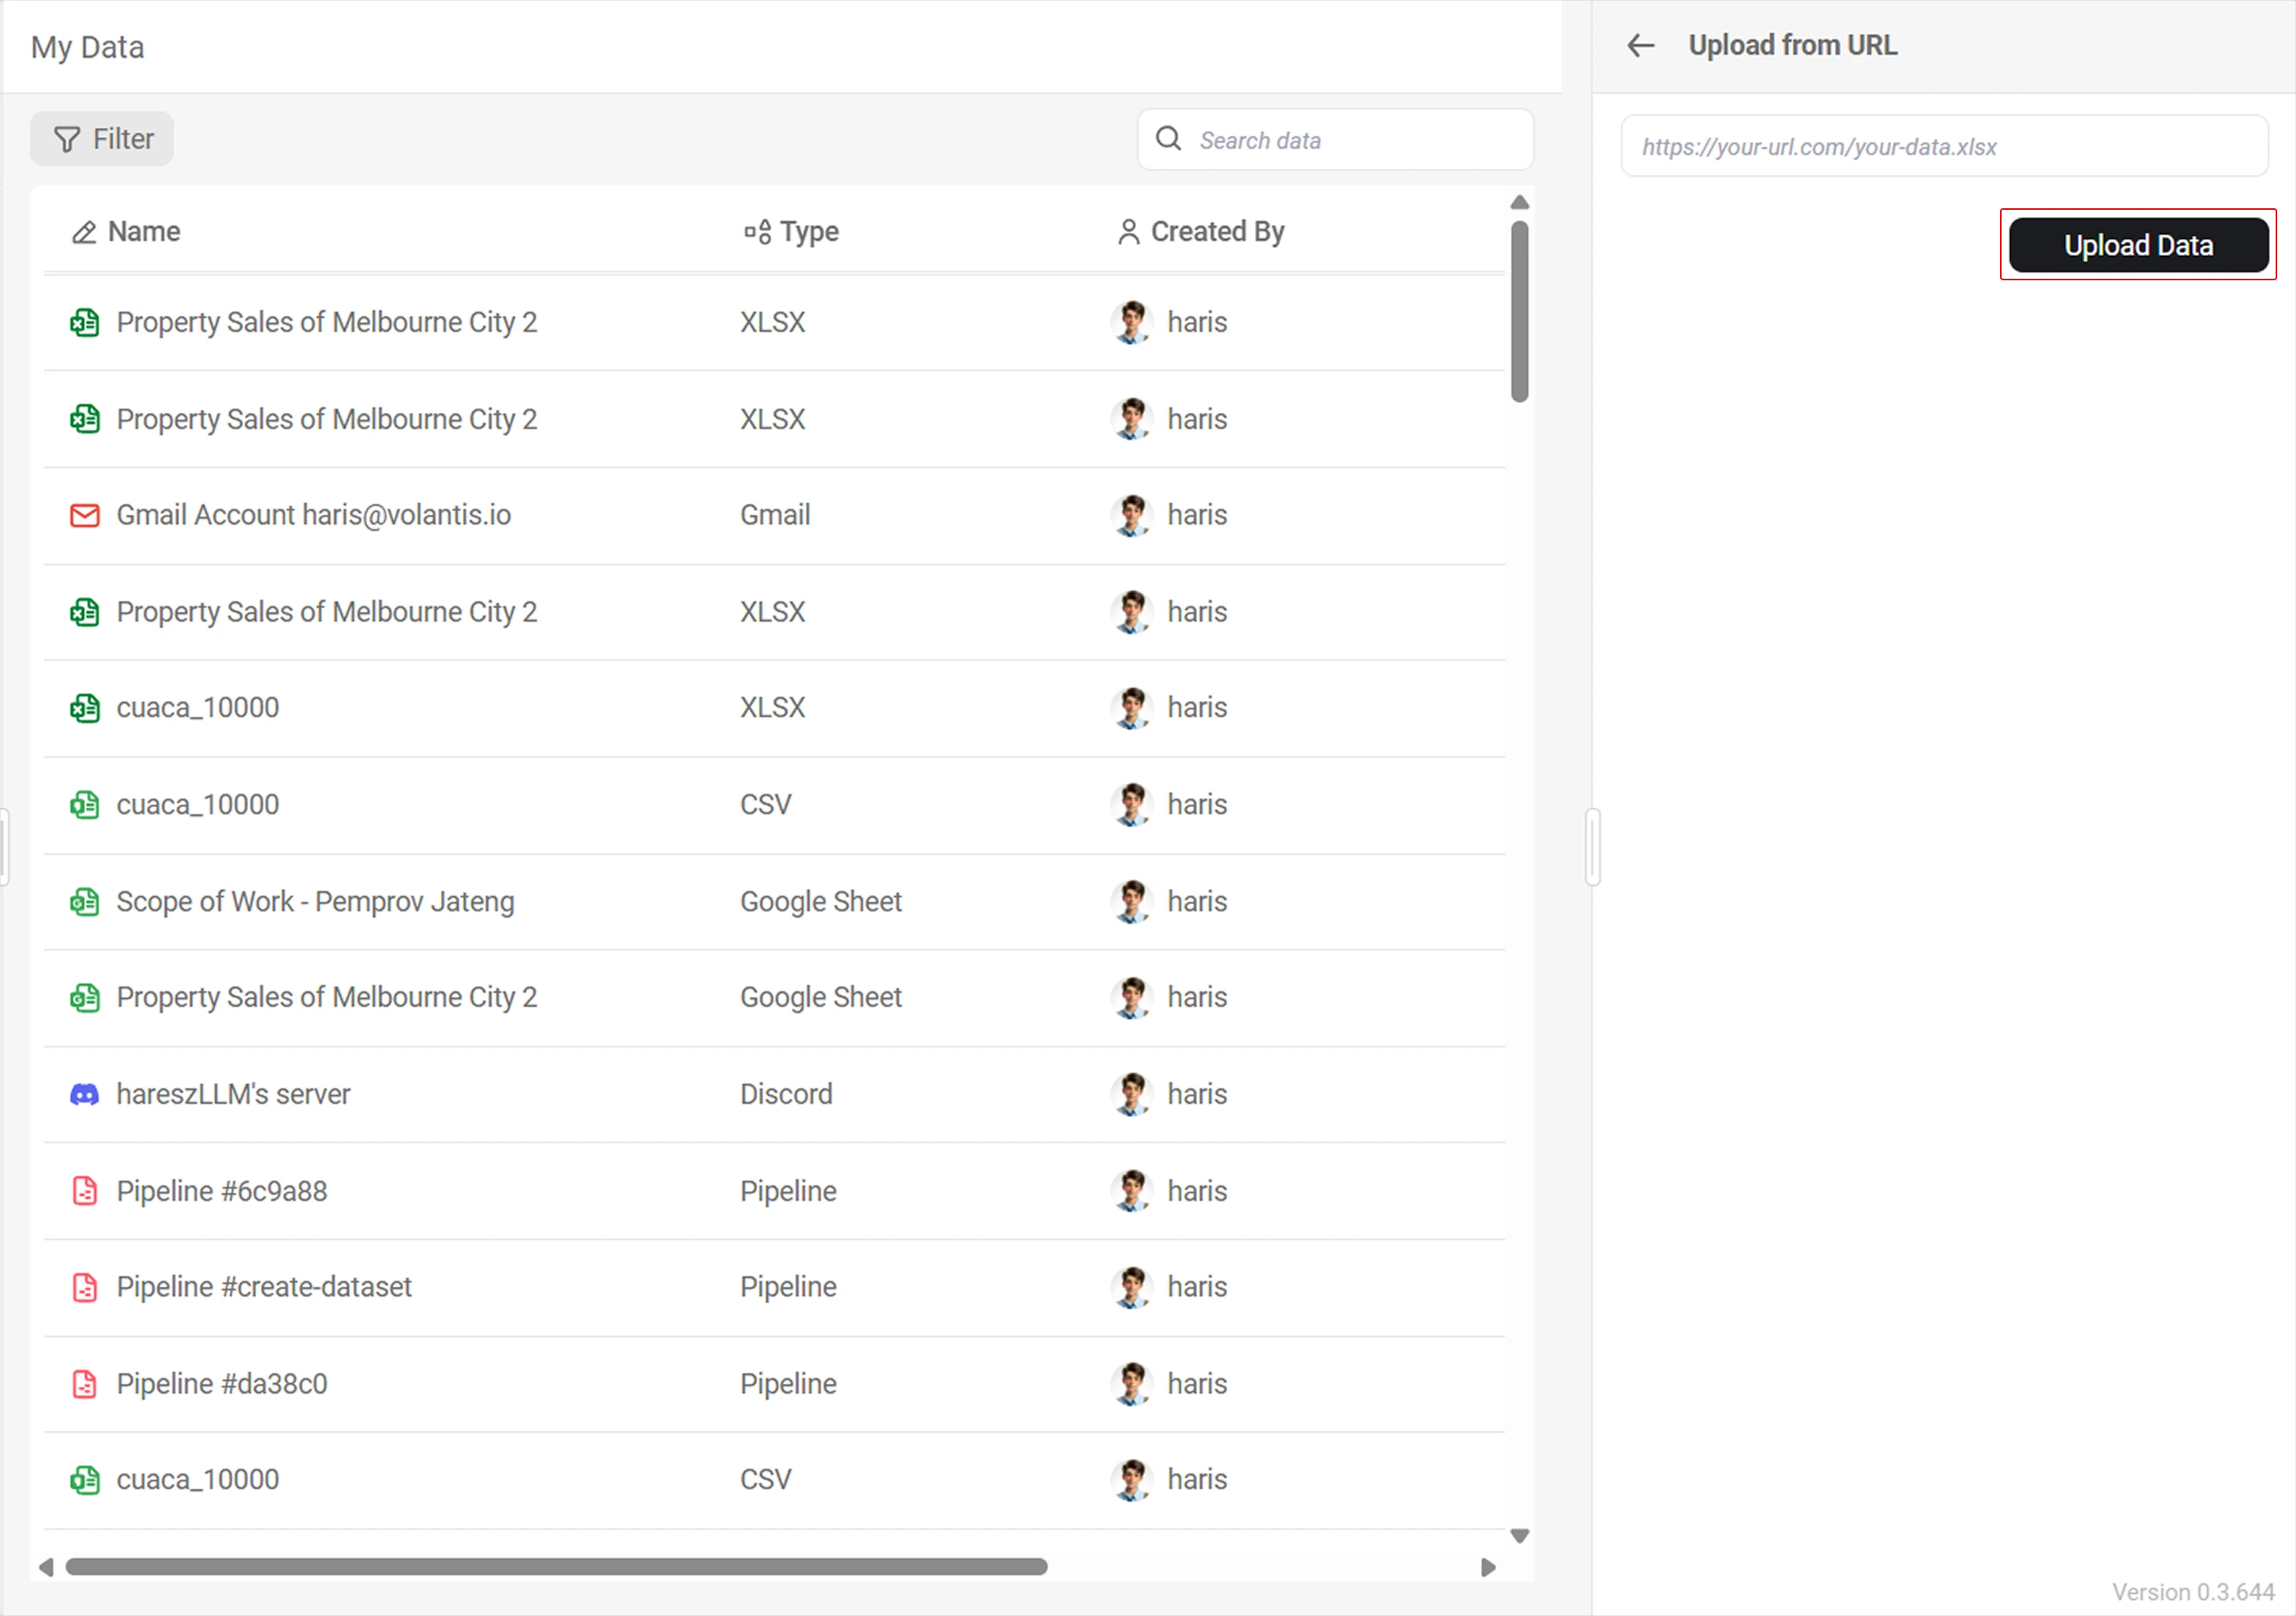 My Data
Upload from URL
Filter
Search data
https://your-url.com/your-data.xlsx
Upload Data
Name Type Created By
Property Sales of Melbourne City 2 XLSX haris
Property Sales of Melbourne City 2 XLSX haris
Gmail Account haris@volantis.io Gmail haris
Property Sales of Melbourne City 2 XLSX haris
cuaca_10000 XLSX haris
cuaca_10000 CSV haris
Scope of Work - Pemprov Jateng Google Sheet haris
Property Sales of Melbourne City 2 Google Sheet haris
hareszLLM's server Discord haris
Pipeline #6c9a88 Pipeline haris
Pipeline #create-dataset Pipeline haris
Pipeline #da38c0 Pipeline haris
cuaca_10000 CSV haris
Version 0.3.644